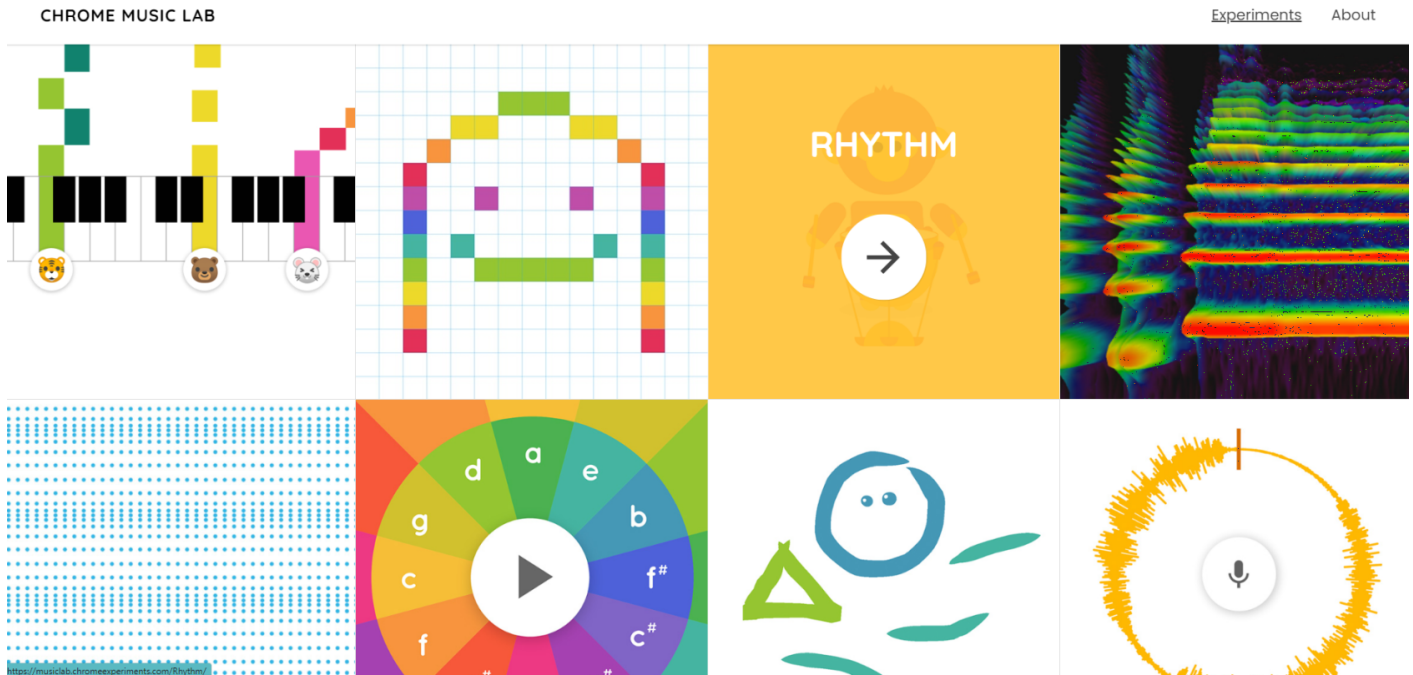 CHROME MUSIC LAB
Experiments About
RHYTHM
d a e
g b
c f#
f c#
# #
https://musiclab.chromeexperiments.com/Rhythm/